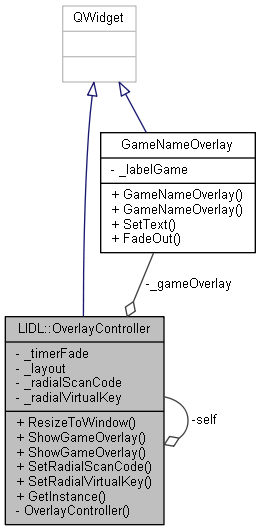 QWidget
GameNameOverlay
- _labelGame
+ GameNameOverlay()
+ GameNameOverlay()
+ SetText()
+ FadeOut()
-_gameOverlay
LIDL::OverlayController
- _timerFade
- _layout
- _radialScanCode
- _radialVirtualKey
-self
+ ResizeToWindow()
+ ShowGameOverlay()
+ ShowGameOverlay()
+ SetRadialScanCode()
+ SetRadialVirtualKey()
+ GetInstance()
- OverlayController()